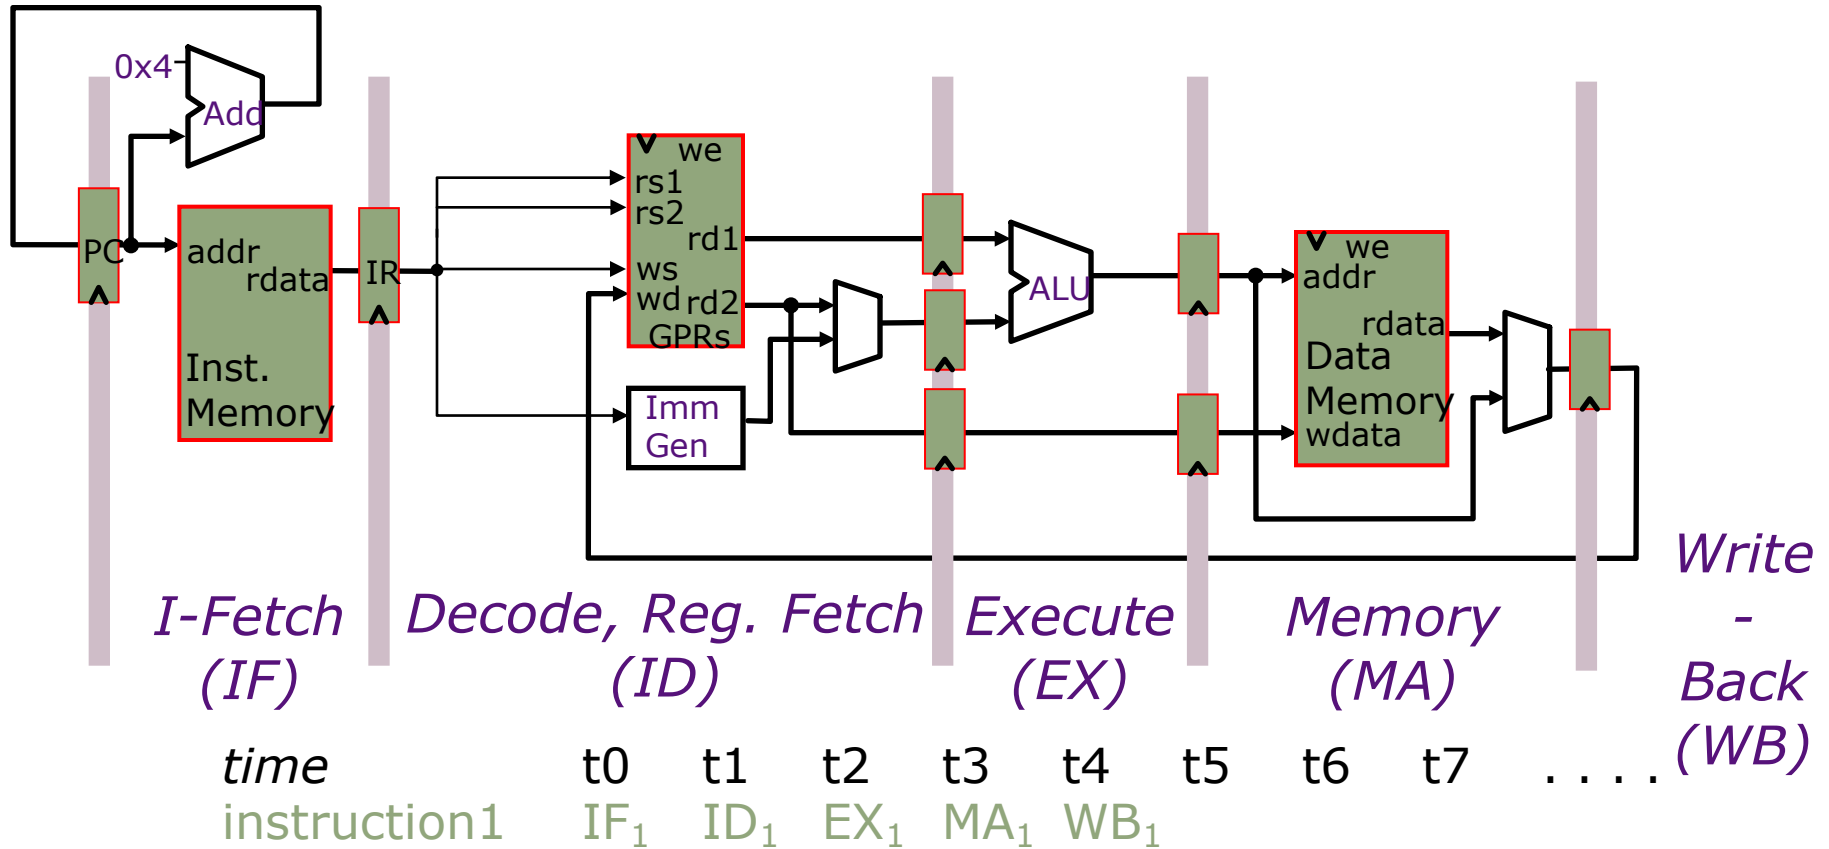 0x4
Add
PC
addr
rdata
Inst.
Memory
IR
we
rs1
rs2
rd1
ws
wd rd2
GPRs
Imm
Gen
ALU
we
addr
rdata
Data
Memory
wdata
I-Fetch
(IF)
Decode, Reg. Fetch
(ID)
Execute
(EX)
Memory
(MA)
Write
-
Back
(WB)
time t0 t1 t2 t3 t4 t5 t6 t7 . . . .
instruction1 IF₁ ID₁ EX₁ MA₁ WB₁